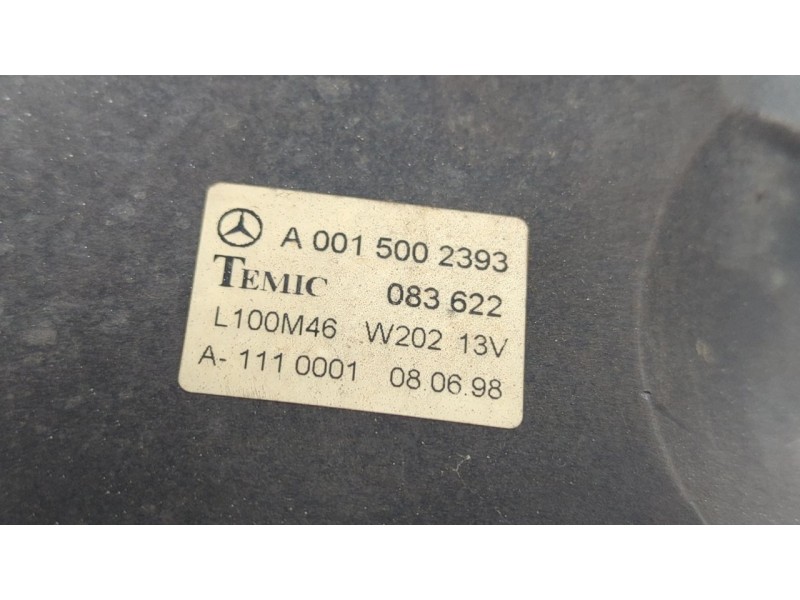 A 001 500 2393
TEMIC 083 622
L100M46 W202 13V
A- 111 0001 08.06.98